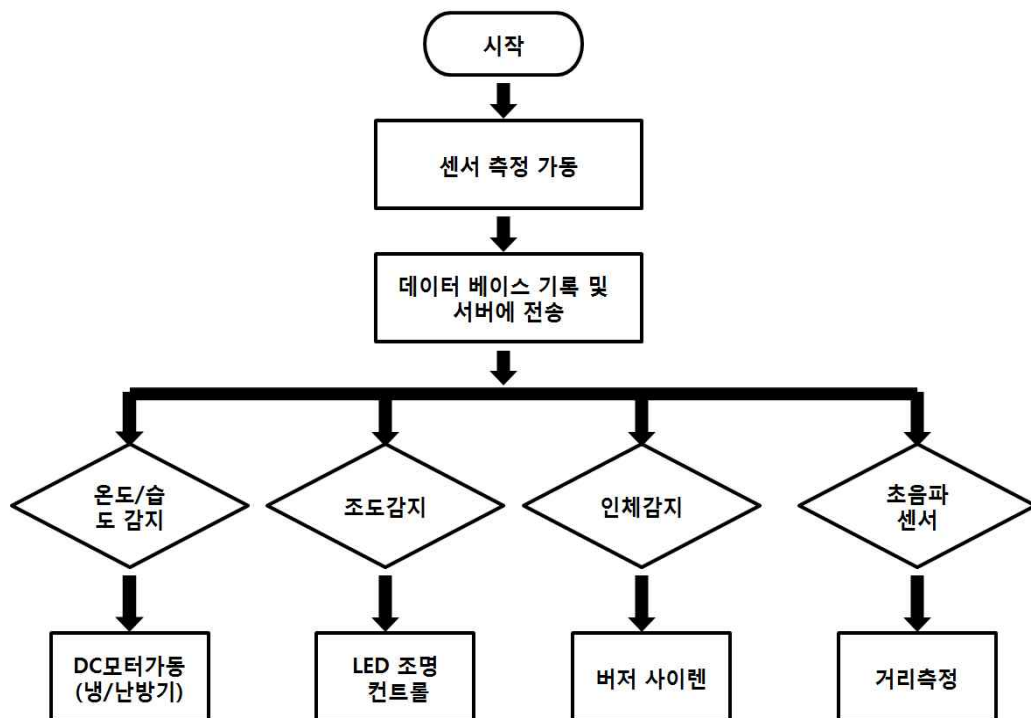 시작
센서 측정 가동
데이터 베이스 기록 및
서버에 전송
온도/습
도 감지
조도감지
인체감지
초음파
센서
DC모터가동
(냉/난방기)
LED 조명
컨트롤
버저 사이렌
거리측정